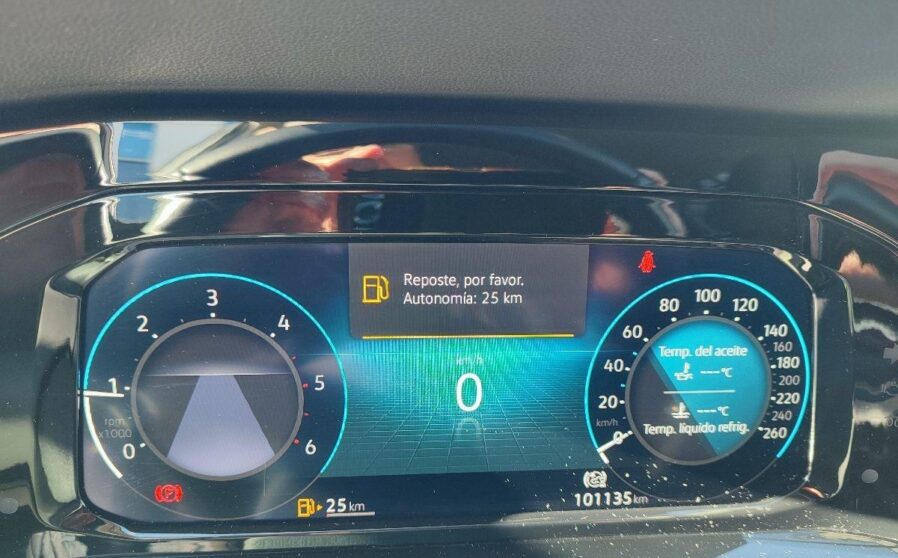 Reposte, por favor.
Autonomía: 25 km
km/h
0
0
1
2
3
4
5
6
rpm
x1000
0
20
40
60
80
100
120
140
160
180
200
220
240
260
km/h
Temp. del aceite
---°C
---°C
Temp. líquido refrig.
P
25 km
101135 km